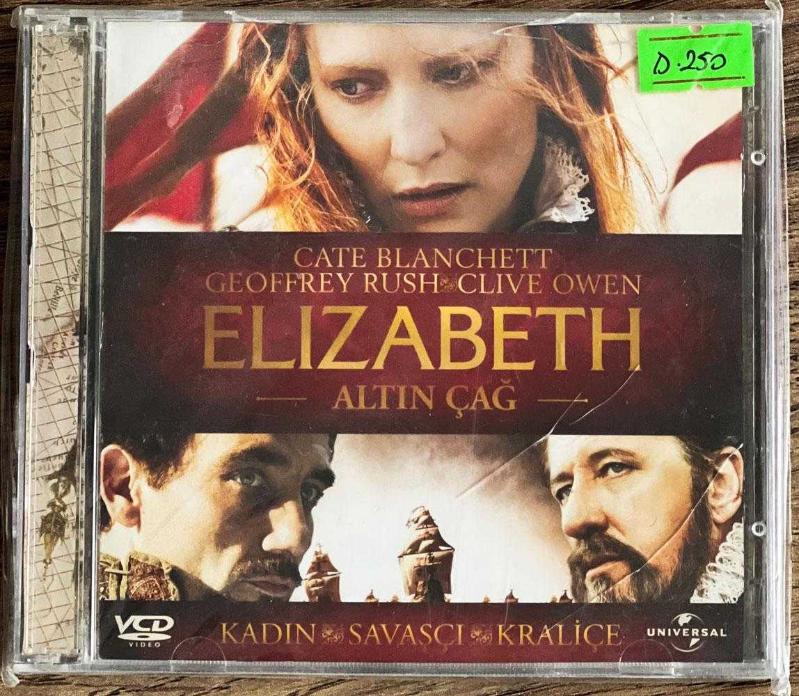 D.250
CATE BLANCHETT
GEOFFREY RUSH CLIVE OWEN
ELIZABETH
ALTIN ÇAĞ
VCD
VIDEO
KADIN SAVAŞÇI KRALİÇE
UNIVERSAL